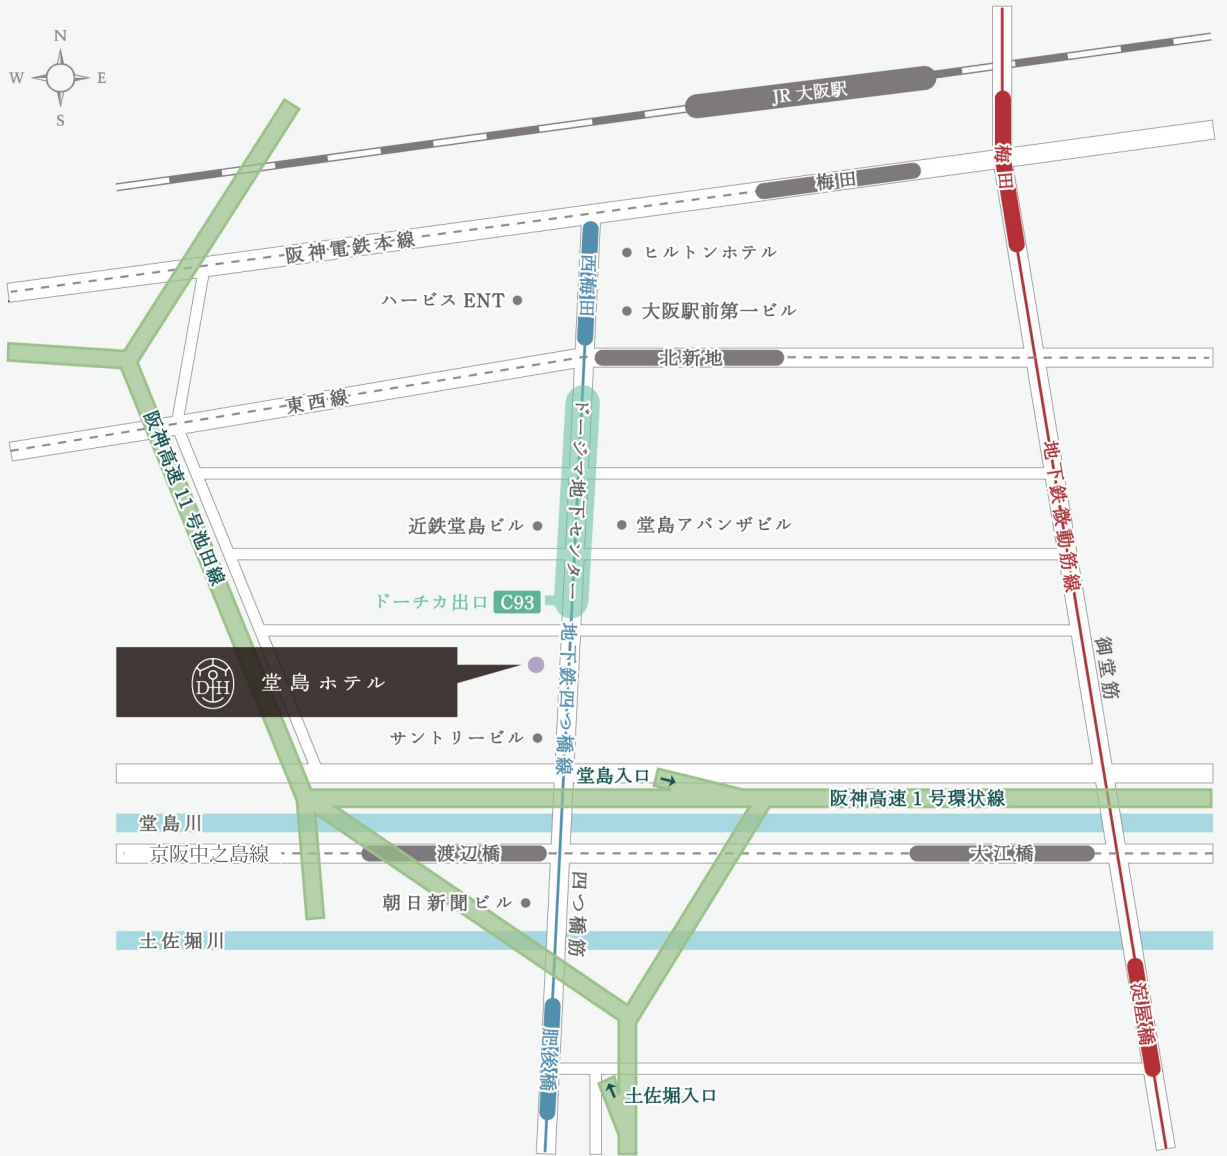 N
W
E
S
JR 大阪駅
梅田
梅田
阪神電鉄本線
西梅田
ヒルトンホテル
ハービス ENT
大阪駅前第一ビル
北新地
東西線
ドージマ地下センター
阪神高速11号池田線
地下鉄微動筋線
近鉄堂島ビル
堂島アバンザビル
ドーチカ出口 C93
地下鉄四つ橋線
御堂筋
DH 堂島ホテル
サントリービル
堂島入口 →
阪神高速1号環状線
堂島川
京阪中之島線
渡辺橋
大江橋
朝日新聞ビル
四つ橋筋
土佐堀川
淀屋橋
肥後橋
土佐堀入口